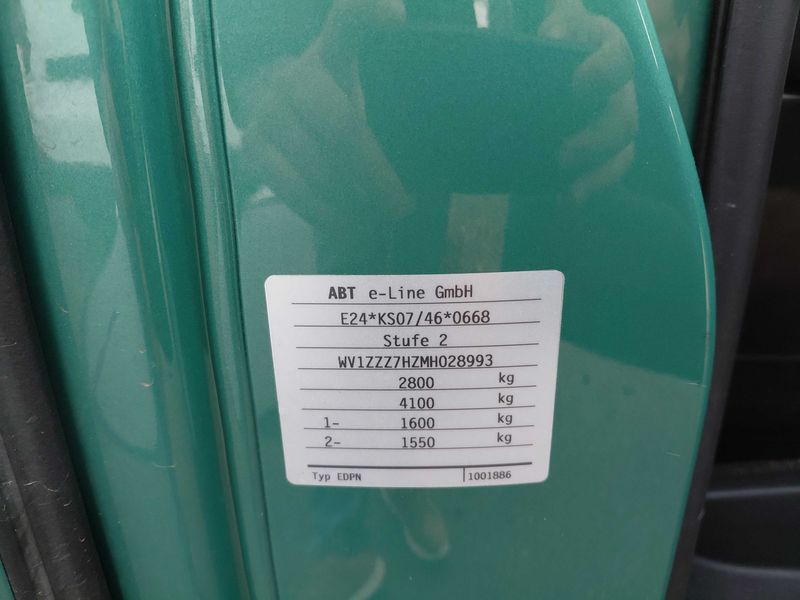 ABT e-Line GmbH
E24*KS07/46*0668
Stufe 2
WV1ZZZ7HZMH028993
2800 kg
4100 kg
1- 1600 kg
2- 1550 kg
Typ EDPN 1001886